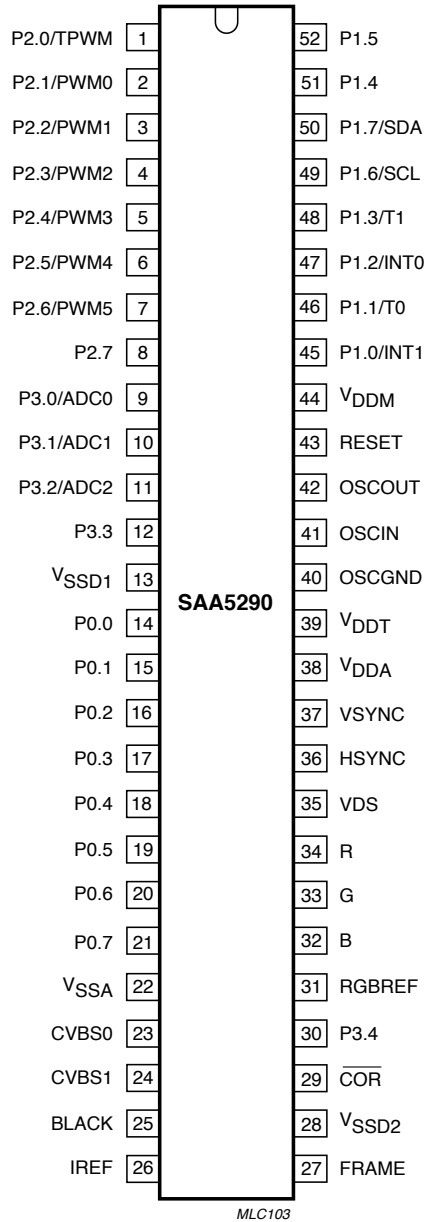 P2.0/TPWM 1 52 P1.5
P2.1/PWM0 2 51 P1.4
P2.2/PWM1 3 50 P1.7/SDA
P2.3/PWM2 4 49 P1.6/SCL
P2.4/PWM3 5 48 P1.3/T1
P2.5/PWM4 6 47 P1.2/INT0
P2.6/PWM5 7 46 P1.1/T0
P2.7 8 45 P1.0/INT1
P3.0/ADC0 9 44 VDDM
P3.1/ADC1 10 43 RESET
P3.2/ADC2 11 42 OSCOUT
P3.3 12 41 OSCIN
VSSD1 13 40 OSCGND
SAA5290
P0.0 14 39 VDDT
P0.1 15 38 VDDA
P0.2 16 37 VSYNC
P0.3 17 36 HSYNC
P0.4 18 35 VDS
P0.5 19 34 R
P0.6 20 33 G
P0.7 21 32 B
VSSA 22 31 RGBREF
CVBS0 23 30 P3.4
CVBS1 24 29 C̅O̅R̅
BLACK 25 28 VSSD2
IREF 26 27 FRAME
MLC103